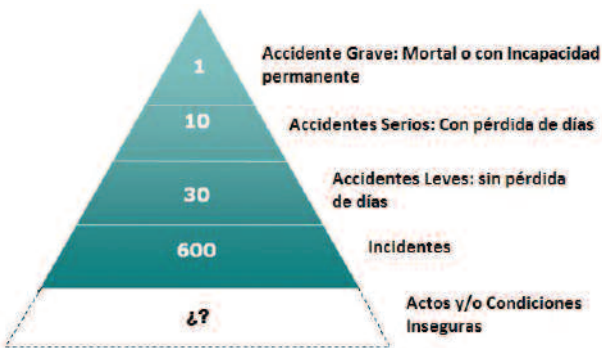 1
Accidente Grave: Mortal o con Incapacidad
permanente
10
Accidentes Serios: Con pérdida de días
30
Accidentes Leves: sin pérdida
de días
600
Incidentes
¿?
Actos y/o Condiciones
Inseguras